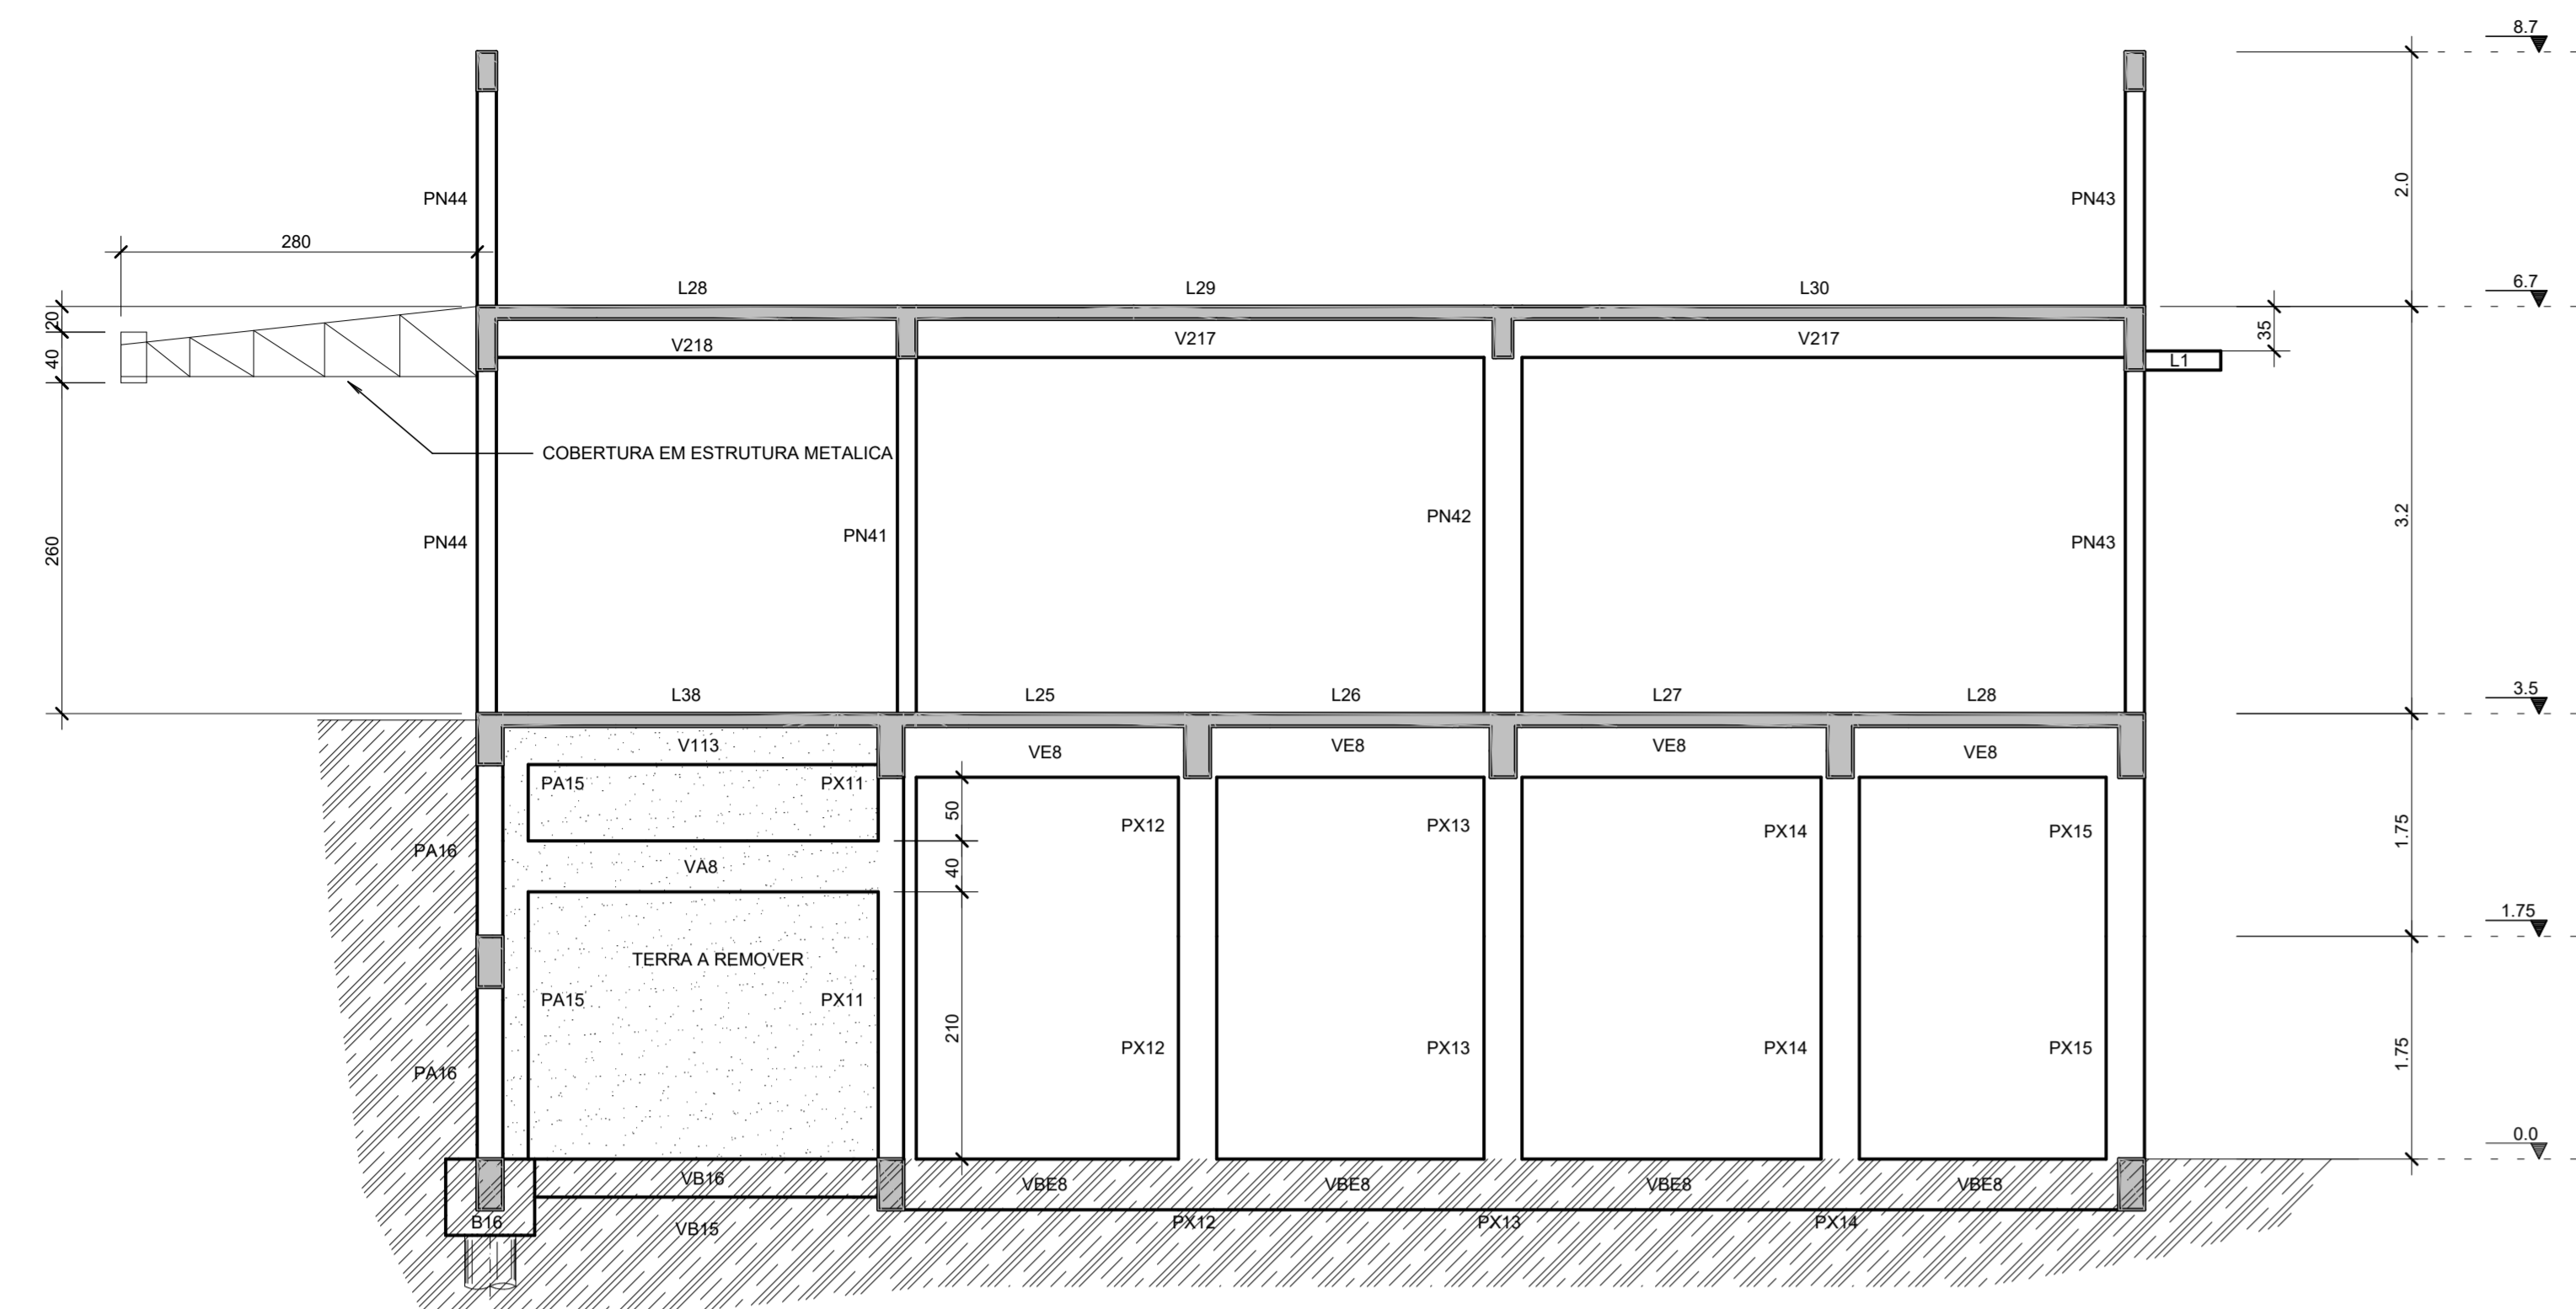 8.7
PN44
PN43
2.0
280
L28
L29
L30
6.7
20
V218
V217
V217
35
40
L1
COBERTURA EM ESTRUTURA METALICA
260
PN44
PN41
PN42
PN43
3.2
L38
L25
L26
L27
L28
3.5
V113
VE8
VE8
VE8
VE8
PA15
PX11
50
PX12
PX13
PX14
PX15
1.75
PA16
VA8
40
1.75
TERRA A REMOVER
PA15
PX11
210
PX12
PX13
PX14
PX15
1.75
PA16
0.0
VB16
VBE8
VBE8
VBE8
VBE8
B16
VB15
PX12
PX13
PX14